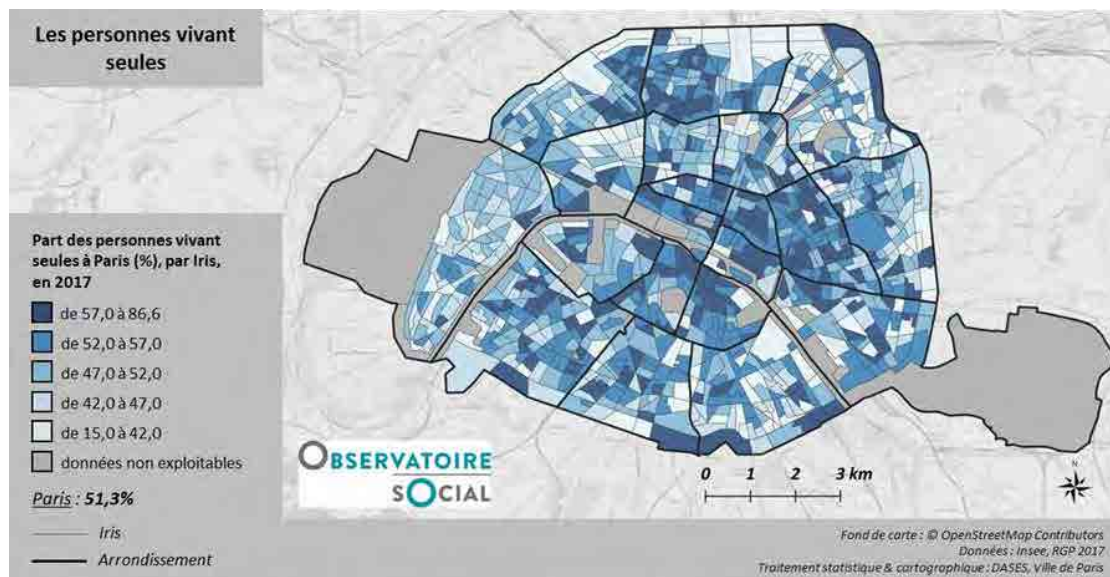 Les personnes vivant
seules
Part des personnes vivant
seules à Paris (%), par Iris,
en 2017
de 57,0 à 86,6
de 52,0 à 57,0
de 47,0 à 52,0
de 42,0 à 47,0
de 15,0 à 42,0
données non exploitables
Paris : 51,3%
Iris
Arrondissement
OBSERVATOIRE
SOCIAL
0 1 2 3 km
N
Fond de carte : © OpenStreetMap Contributors
Données : Insee, RGP 2017
Traitement statistique & cartographique : DASES, Ville de Paris